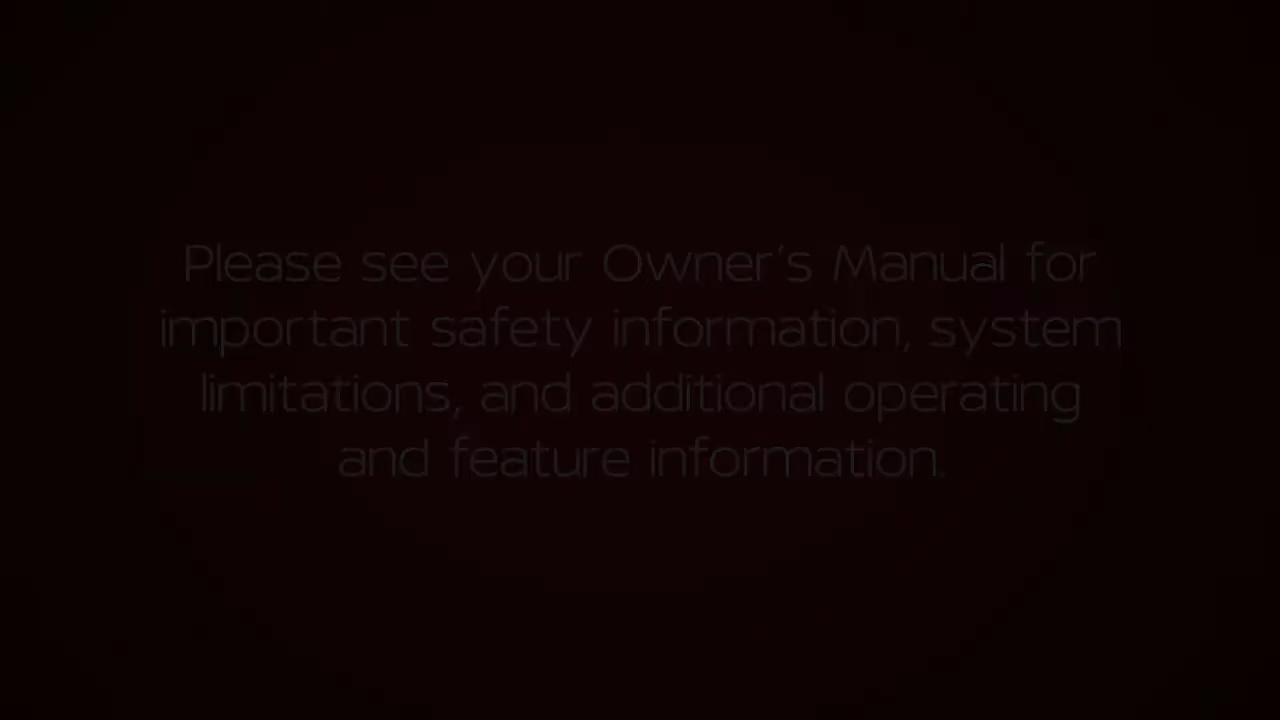 Please see your Owner's Manual for
important safety information, system
limitations, and additional operating
and feature information.